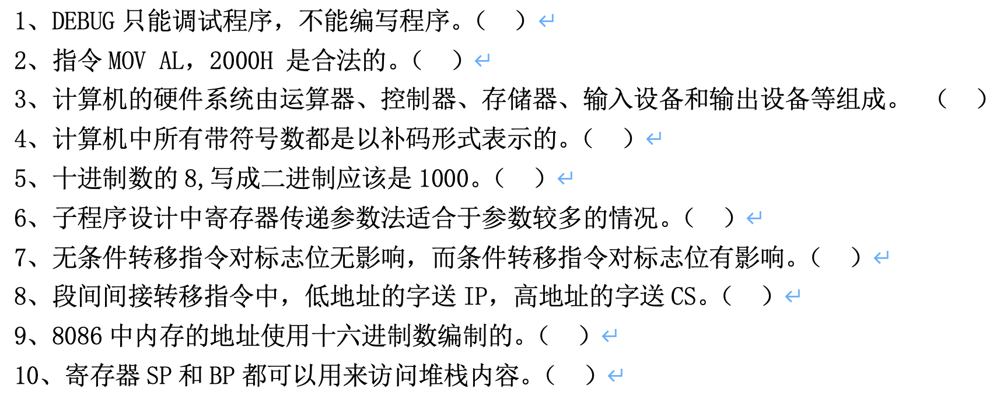 1、DEBUG 只能调试程序，不能编写程序。（ ）↵
2、指令 MOV AL，2000H 是合法的。（ ）↵
3、计算机的硬件系统由运算器、控制器、存储器、输入设备和输出设备等组成。 （ ）
4、计算机中所有带符号数都是以补码形式表示的。（ ）↵
5、十进制数的 8,写成二进制应该是 1000。（ ）↵
6、子程序设计中寄存器传递参数法适合于参数较多的情况。（ ）↵
7、无条件转移指令对标志位无影响，而条件转移指令对标志位有影响。（ ）↵
8、段间间接转移指令中，低地址的字送 IP，高地址的字送 CS。（ ）↵
9、8086 中内存的地址使用十六进制数编制的。（ ）↵
10、寄存器 SP 和 BP 都可以用来访问堆栈内容。（ ）↵